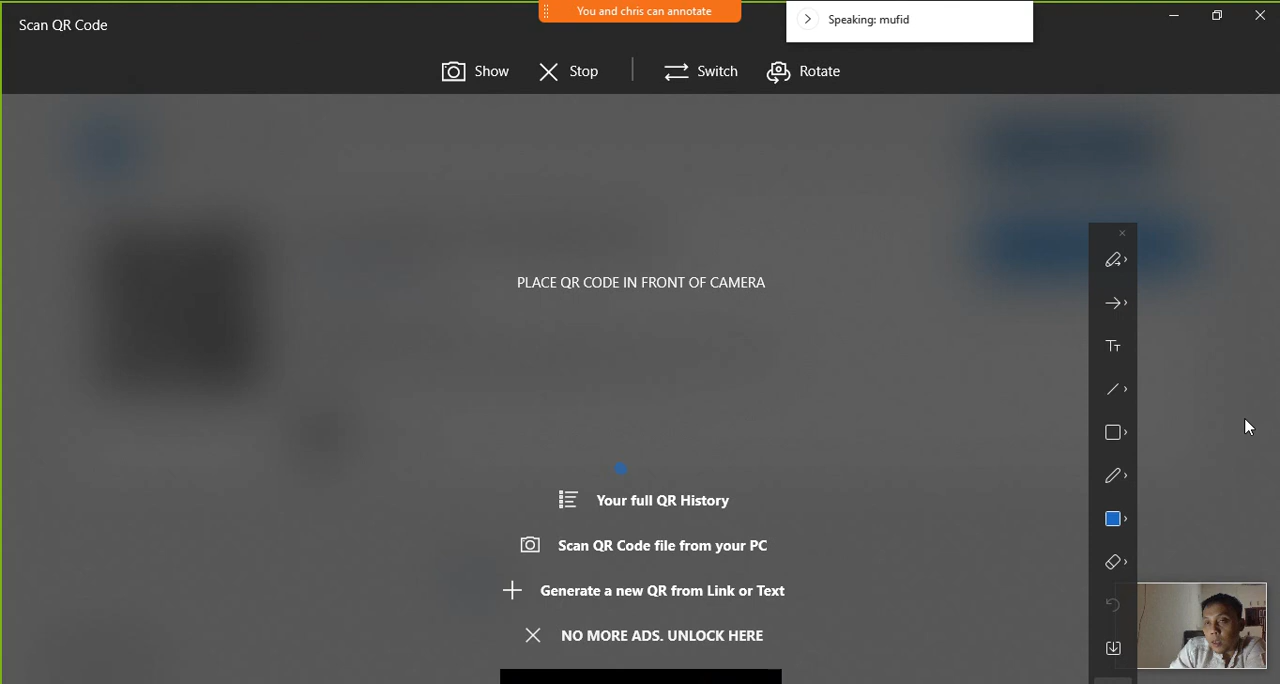 You and chris can annotate
Speaking: mufid
Scan QR Code
Show
Stop
Switch
Rotate
PLACE QR CODE IN FRONT OF CAMERA
Your full QR History
Scan QR Code file from your PC
Generate a new QR from Link or Text
NO MORE ADS. UNLOCK HERE